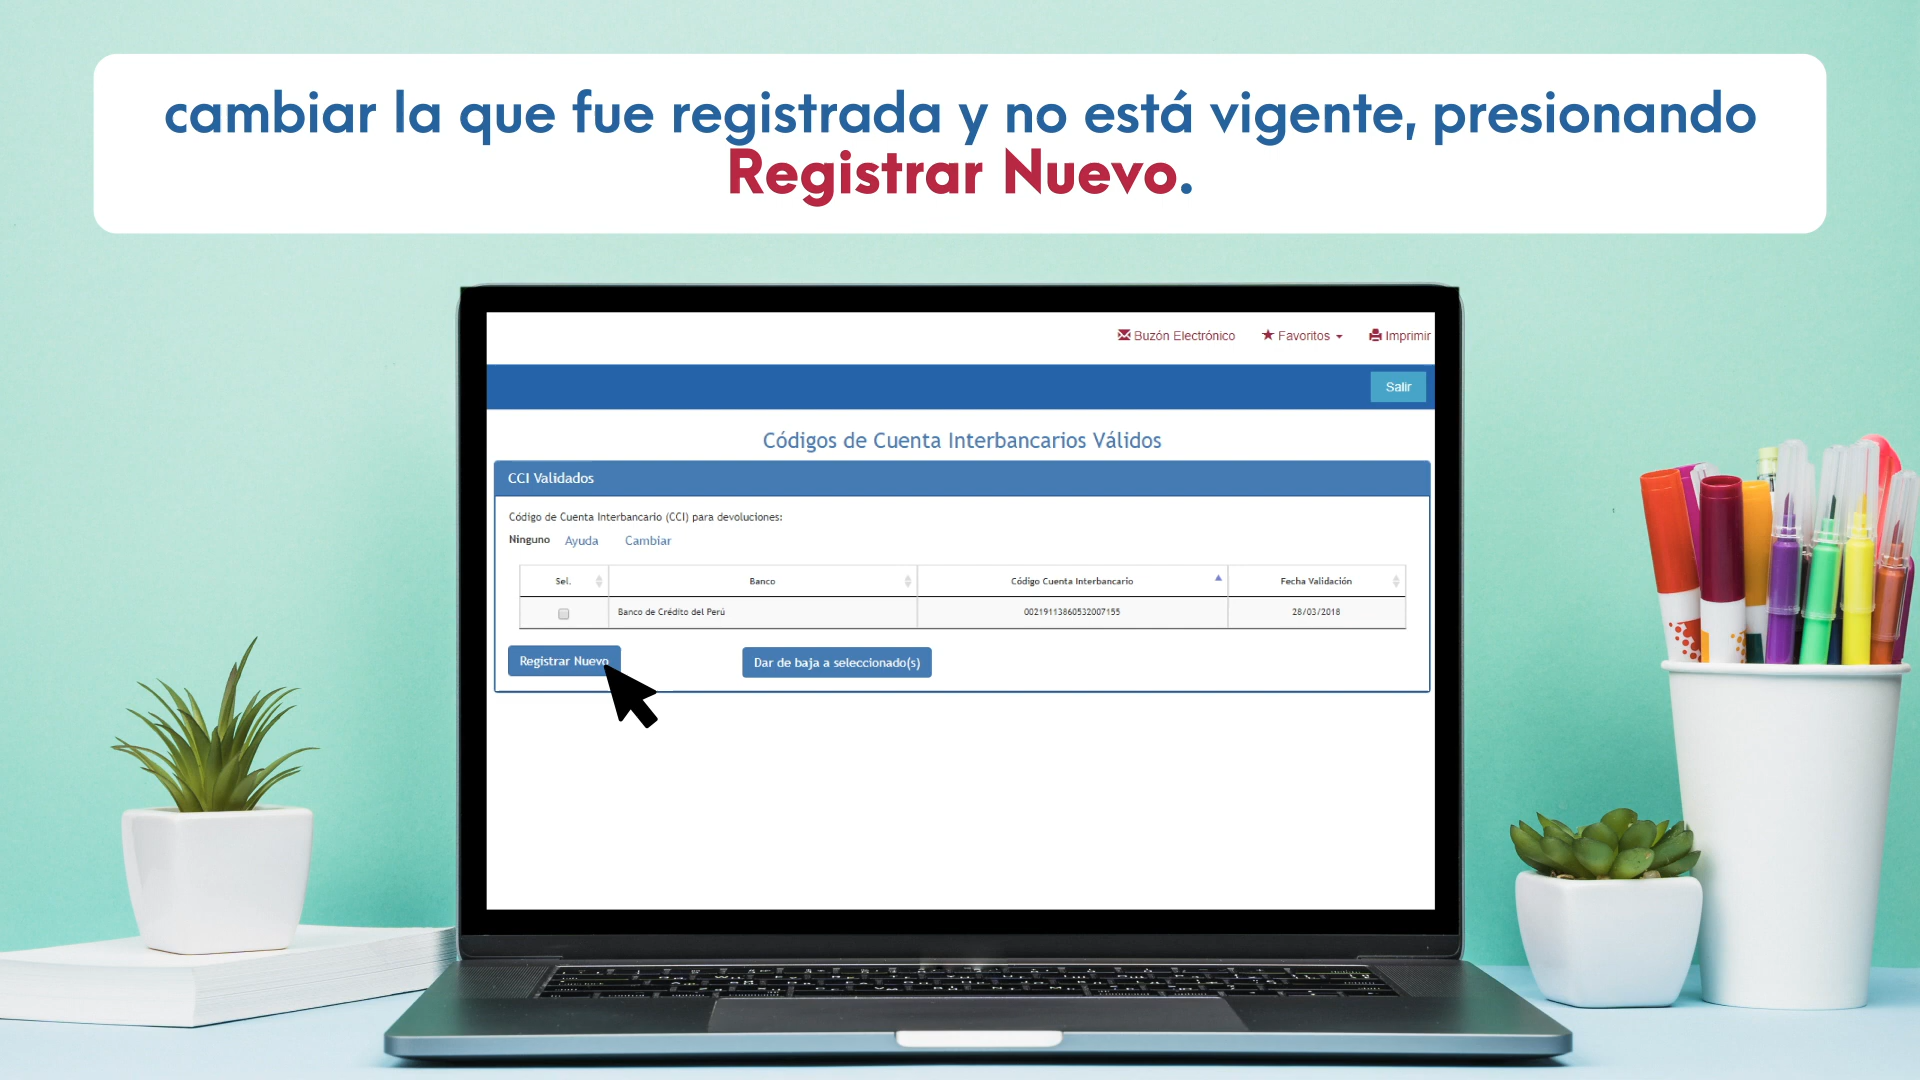 cambiar la que fue registrada y no está vigente, presionando
Registrar Nuevo.
Buzón Electrónico Favoritos Imprimir
Salir
Códigos de Cuenta Interbancarios Válidos
CCI Validados
Código de Cuenta Interbancario (CCI) para devoluciones:
Ninguno Ayuda Cambiar
Sel. Banco Código Cuenta Interbancario Fecha Validación
Banco de Crédito del Perú 00219113860532007155 28/03/2018
Registrar Nuevo Dar de baja a seleccionado(s)